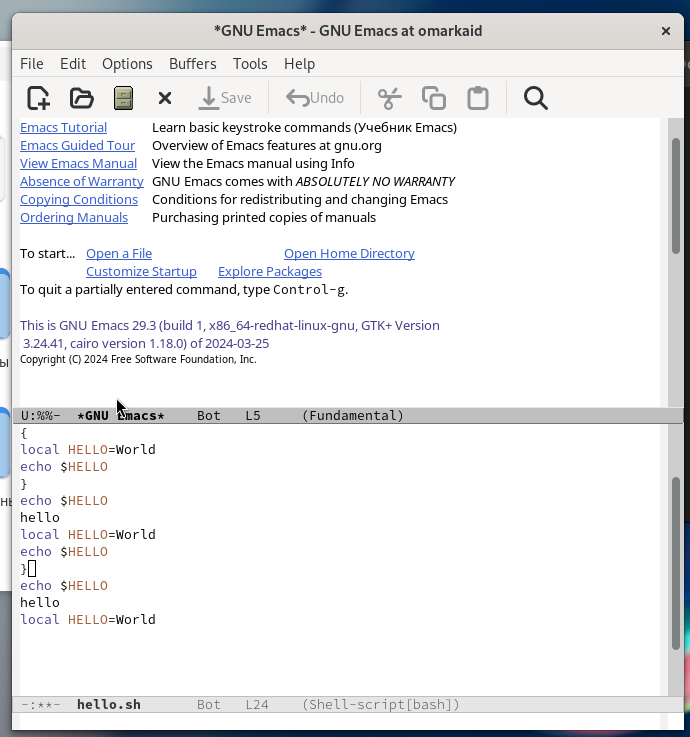 *GNU Emacs* - GNU Emacs at omarkaid
File Edit Options Buffers Tools Help
Save Undo
Emacs Tutorial Learn basic keystroke commands (Учебник Emacs)
Emacs Guided Tour Overview of Emacs features at gnu.org
View Emacs Manual View the Emacs manual using Info
Absence of Warranty GNU Emacs comes with ABSOLUTELY NO WARRANTY
Copying Conditions Conditions for redistributing and changing Emacs
Ordering Manuals Purchasing printed copies of manuals
To start... Open a File Open Home Directory
Customize Startup Explore Packages
To quit a partially entered command, type Control-g.
This is GNU Emacs 29.3 (build 1, x86_64-redhat-linux-gnu, GTK+ Version
3.24.41, cairo version 1.18.0) of 2024-03-25
Copyright (C) 2024 Free Software Foundation, Inc.
U:%%- *GNU Emacs* Bot L5 (Fundamental)
{
local HELLO=World
echo $HELLO
}
echo $HELLO
hello
local HELLO=World
echo $HELLO
}
echo $HELLO
hello
local HELLO=World
-:**- hello.sh Bot L24 (Shell-script[bash])